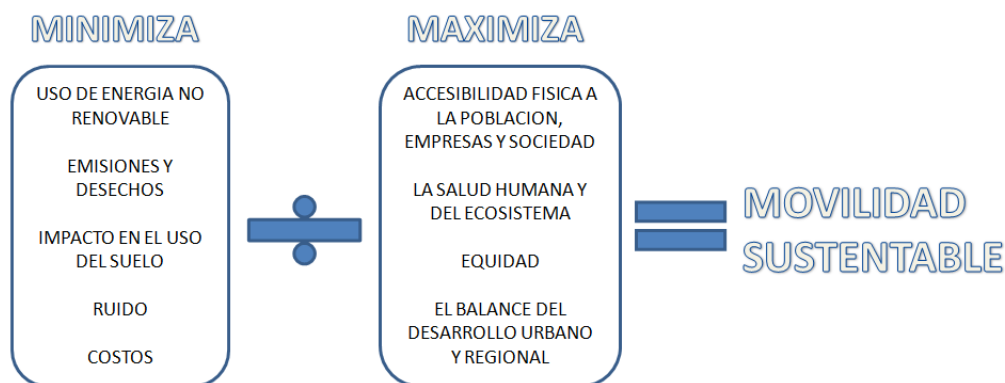 MINIMIZA
USO DE ENERGIA NO
RENOVABLE
EMISIONES Y
DESECHOS
IMPACTO EN EL USO
DEL SUELO
RUIDO
COSTOS
MAXIMIZA
ACCESIBILIDAD FISICA A
LA POBLACION,
EMPRESAS Y SOCIEDAD
LA SALUD HUMANA Y
DEL ECOSISTEMA
EQUIDAD
EL BALANCE DEL
DESARROLLO URBANO
Y REGIONAL
MOVILIDAD
SUSTENTABLE